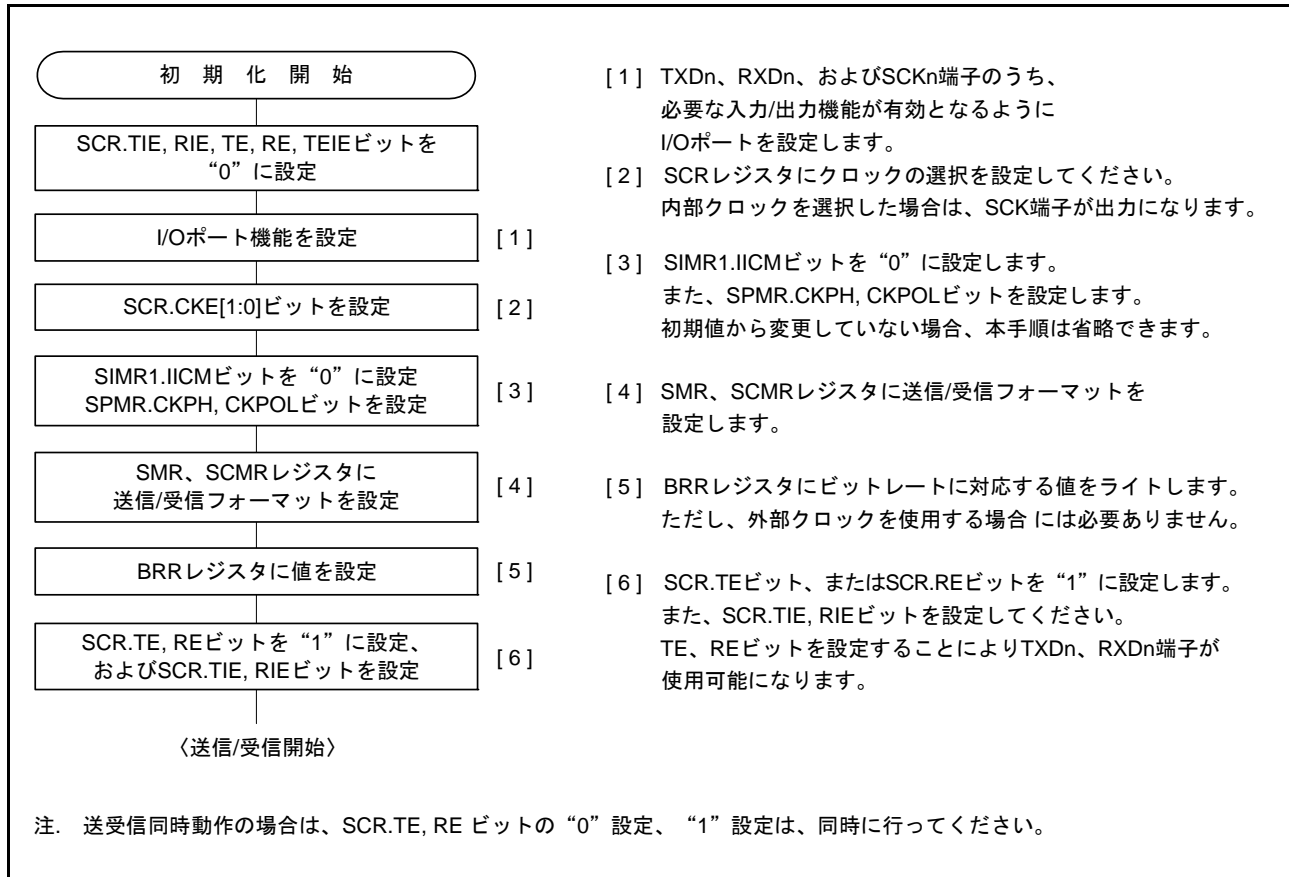 初 期 化 開 始
SCR.TIE, RIE, TE, RE, TEIEビットを
“0”に設定
I/Oポート機能を設定
[1]
SCR.CKE[1:0]ビットを設定
[2]
SIMR1.IICMビットを“0”に設定
SPMR.CKPH, CKPOLビットを設定
[3]
SMR、SCMRレジスタに
送信/受信フォーマットを設定
[4]
BRRレジスタに値を設定
[5]
SCR.TE, REビットを“1”に設定、
およびSCR.TIE, RIEビットを設定
[6]
〈送信/受信開始〉
[1] TXDn、RXDn、およびSCKn端子のうち、
必要な入力/出力機能が有効となるように
I/Oポートを設定します。
[2] SCRレジスタにクロックの選択を設定してください。
内部クロックを選択した場合は、SCK端子が出力になります。
[3] SIMR1.IICMビットを“0”に設定します。
また、SPMR.CKPH, CKPOLビットを設定します。
初期値から変更していない場合、本手順は省略できます。
[4] SMR、SCMRレジスタに送信/受信フォーマットを
設定します。
[5] BRRレジスタにビットレートに対応する値をライトします。
ただし、外部クロックを使用する場合 には必要ありません。
[6] SCR.TEビット、またはSCR.REビットを“1”に設定します。
また、SCR.TIE, RIEビットを設定してください。
TE、REビットを設定することによりTXDn、RXDn端子が
使用可能になります。
注. 送受信同時動作の場合は、SCR.TE, RE ビットの“0”設定、“1”設定は、同時に行ってください。